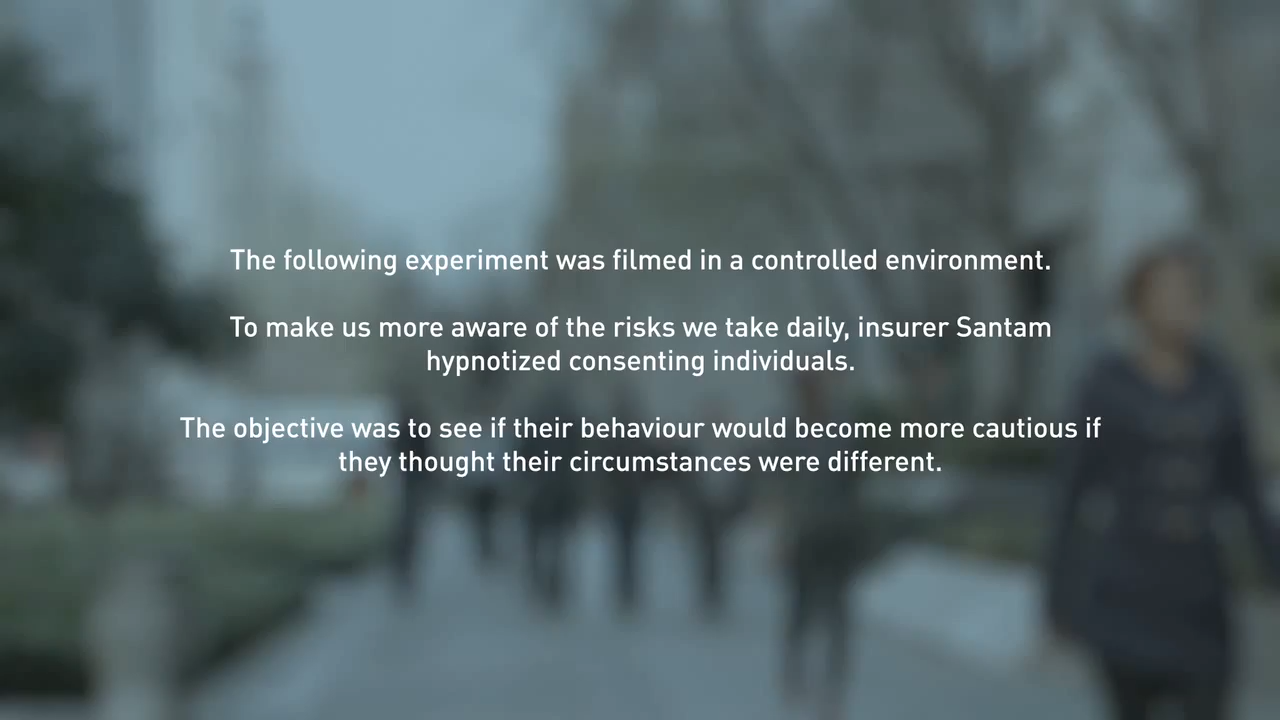 The following experiment was filmed in a controlled environment.
To make us more aware of the risks we take daily, insurer Santam
hypnotized consenting individuals.
The objective was to see if their behaviour would become more cautious if
they thought their circumstances were different.